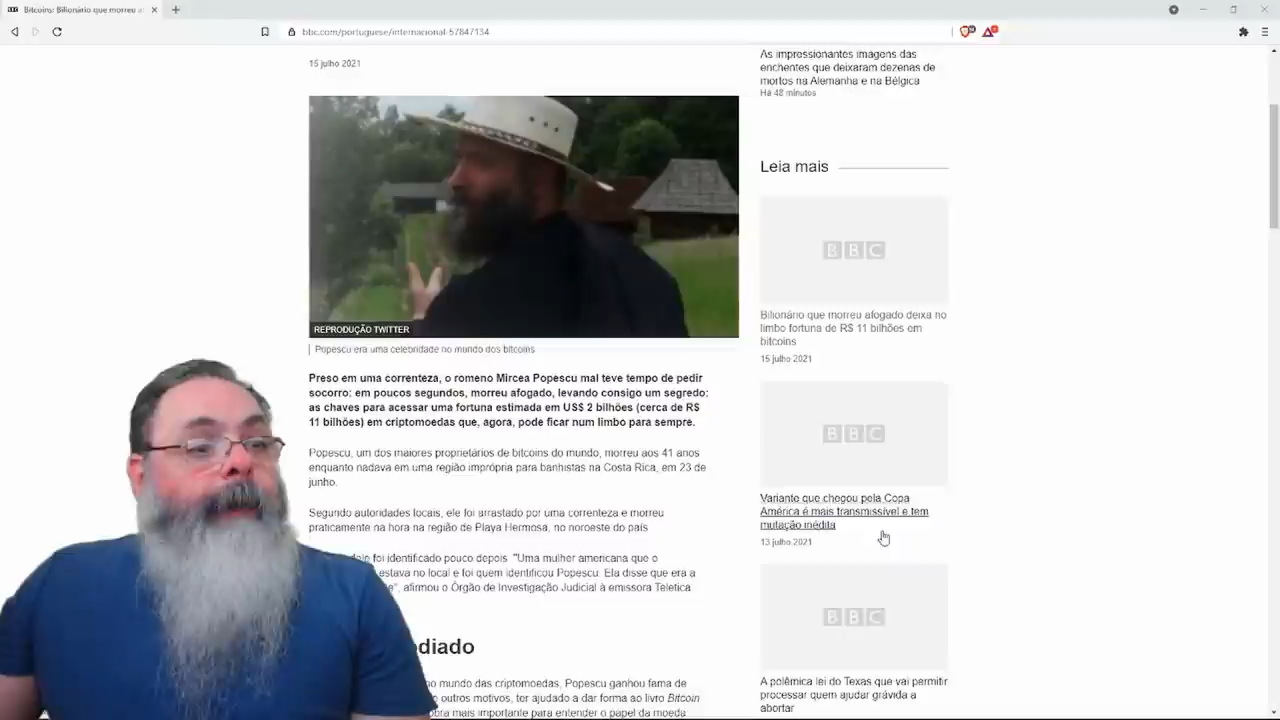 Bitcoins: Bilionário que morreu a
bbc.com/portuguese/internacional-57847134
15 julho 2021
REPRODUÇÃO TWITTER
Popescu era uma celebridade no mundo dos bitcoins
Preso em uma correnteza, o romeno Mircea Popescu mal teve tempo de pedir
socorro: em poucos segundos, morreu afogado, levando consigo um segredo:
as chaves para acessar uma fortuna estimada em US$ 2 bilhões (cerca de R$
11 bilhões) em criptomoedas que, agora, pode ficar num limbo para sempre.
Popescu, um dos maiores proprietários de bitcoins do mundo, morreu aos 41 anos
enquanto nadava em uma região imprópria para banhistas na Costa Rica, em 23 de
junho.
Segundo autoridades locais, ele foi arrastado por uma correnteza e morreu
praticamente na hora na região de Playa Hermosa, no noroeste do país
foi identificado pouco depois. "Uma mulher americana que o
estava no local e foi quem identificou Popescu. Ela disse que era a
afirmou o Órgão de Investigação Judicial à emissora Teletica
odiado
mundo das criptomoedas, Popescu ganhou fama de
outros motivos, ter ajudado a dar forma ao livro Bitcoin
obra mais importante para entender o papel da moeda
As impressionantes imagens das
enchentes que deixaram dezenas de
mortos na Alemanha e na Bélgica
Há 48 minutos
Leia mais
BBC
Bilionário que morreu afogado deixa no
limbo fortuna de R$ 11 bilhões em
bitcoins
15 julho 2021
BBC
Variante que chegou pela Copa
América é mais transmissível e tem
mutação inédita
13 julho 2021
BBC
A polêmica lei do Texas que vai permitir
processar quem ajudar grávida a
abortar